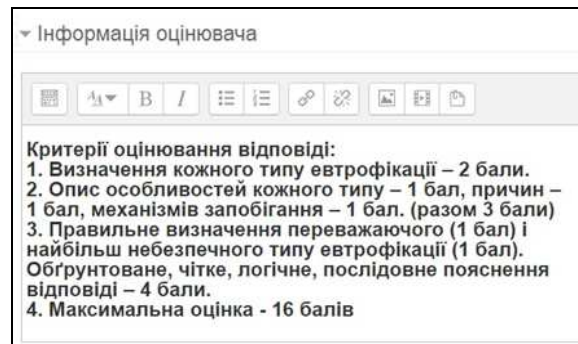 Інформація оцінювача
B I
Критерії оцінювання відповіді:
1. Визначення кожного типу евтрофікації – 2 бали.
2. Опис особливостей кожного типу – 1 бал, причин –
1 бал, механізмів запобігання – 1 бал. (разом 3 бали)
3. Правильне визначення переважаючого (1 бал) і
найбільш небезпечного типу евтрофікації (1 бал).
Обґрунтоване, чітке, логічне, послідовне пояснення
відповіді – 4 бали.
4. Максимальна оцінка - 16 балів